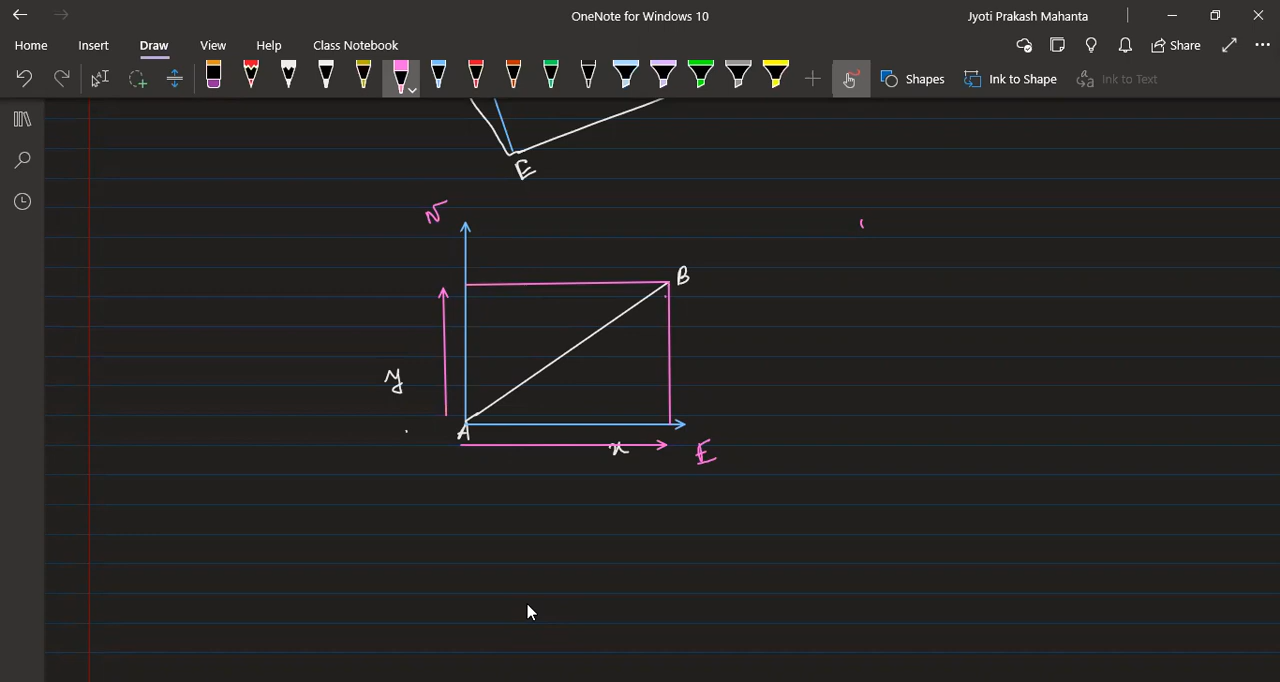 OneNote for Windows 10
Jyoti Prakash Mahanta
Home Insert Draw View Help Class Notebook
Share
Shapes
Ink to Shape
Ink to Text
E
N
B
y
A
x
E